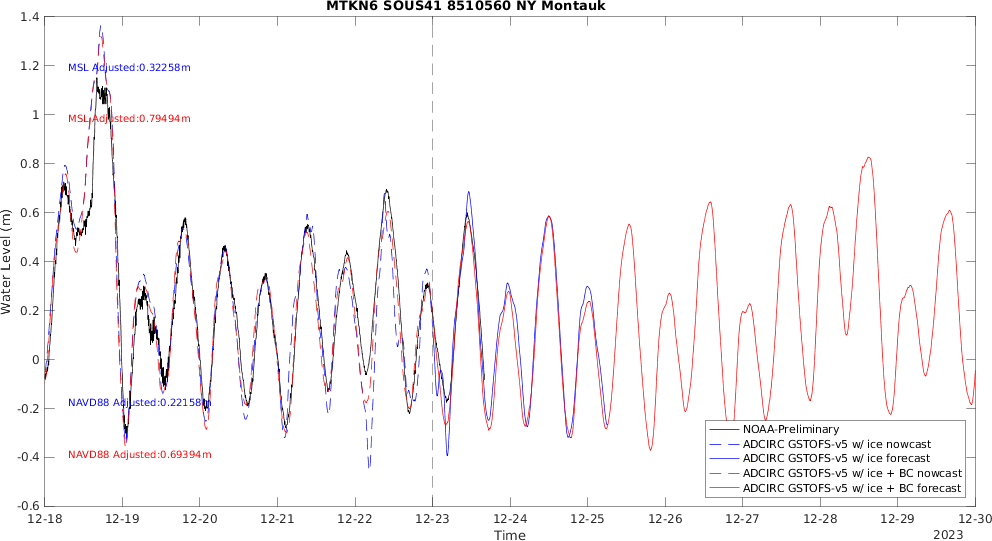 MTKN6 SOUS41 8510560 NY Montauk
1.4
1.2
1
0.8
0.6
0.4
0.2
0
-0.2
-0.4
-0.6
Water Level (m)
MSL Adjusted:0.32258m
MSL Adjusted:0.79494m
NAVD88 Adjusted:0.22158m
NAVD88 Adjusted:0.69394m
NOAA-Preliminary
ADCIRC GSTOFS-v5 w/ ice nowcast
ADCIRC GSTOFS-v5 w/ ice forecast
ADCIRC GSTOFS-v5 w/ ice + BC nowcast
ADCIRC GSTOFS-v5 w/ ice + BC forecast
12-18 12-19 12-20 12-21 12-22 12-23 12-24 12-25 12-26 12-27 12-28 12-29 12-30
Time
2023